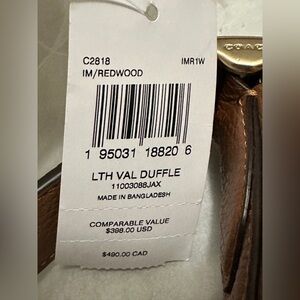 C2818 IMR1W
IM/REDWOOD
COACH
1 95031 18820 6
LTH VAL DUFFLE
11003088JAX
MADE IN BANGLADESH
COMPARABLE VALUE
$398.00 USD
$490.00 CAD